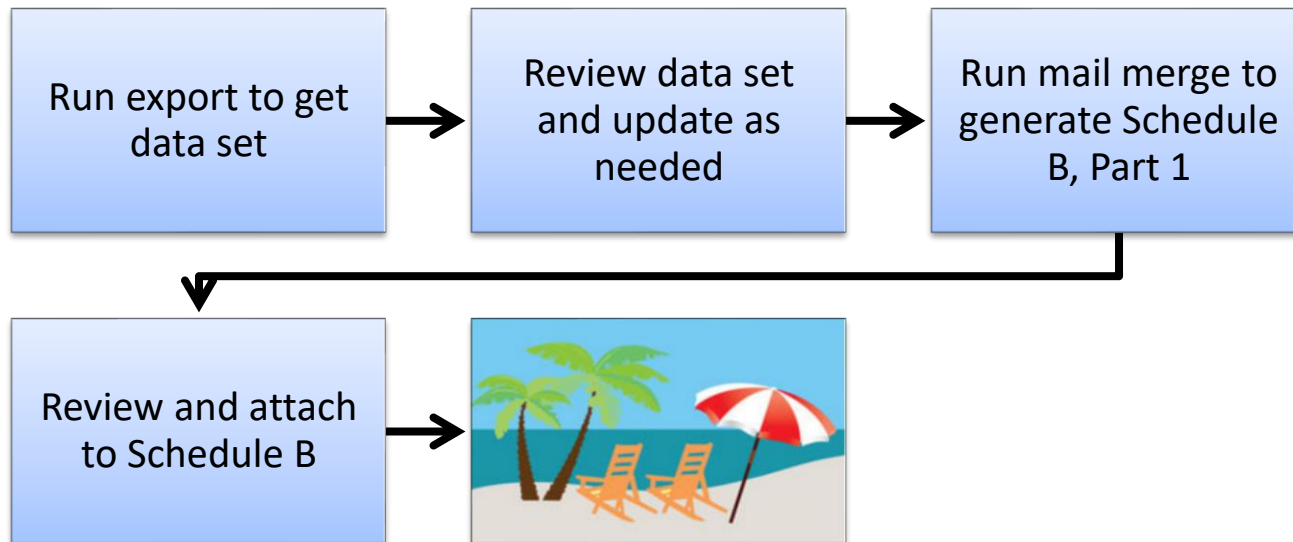 Run export to get
data set
Review data set
and update as
needed
Run mail merge to
generate Schedule
B, Part 1
Review and attach
to Schedule B